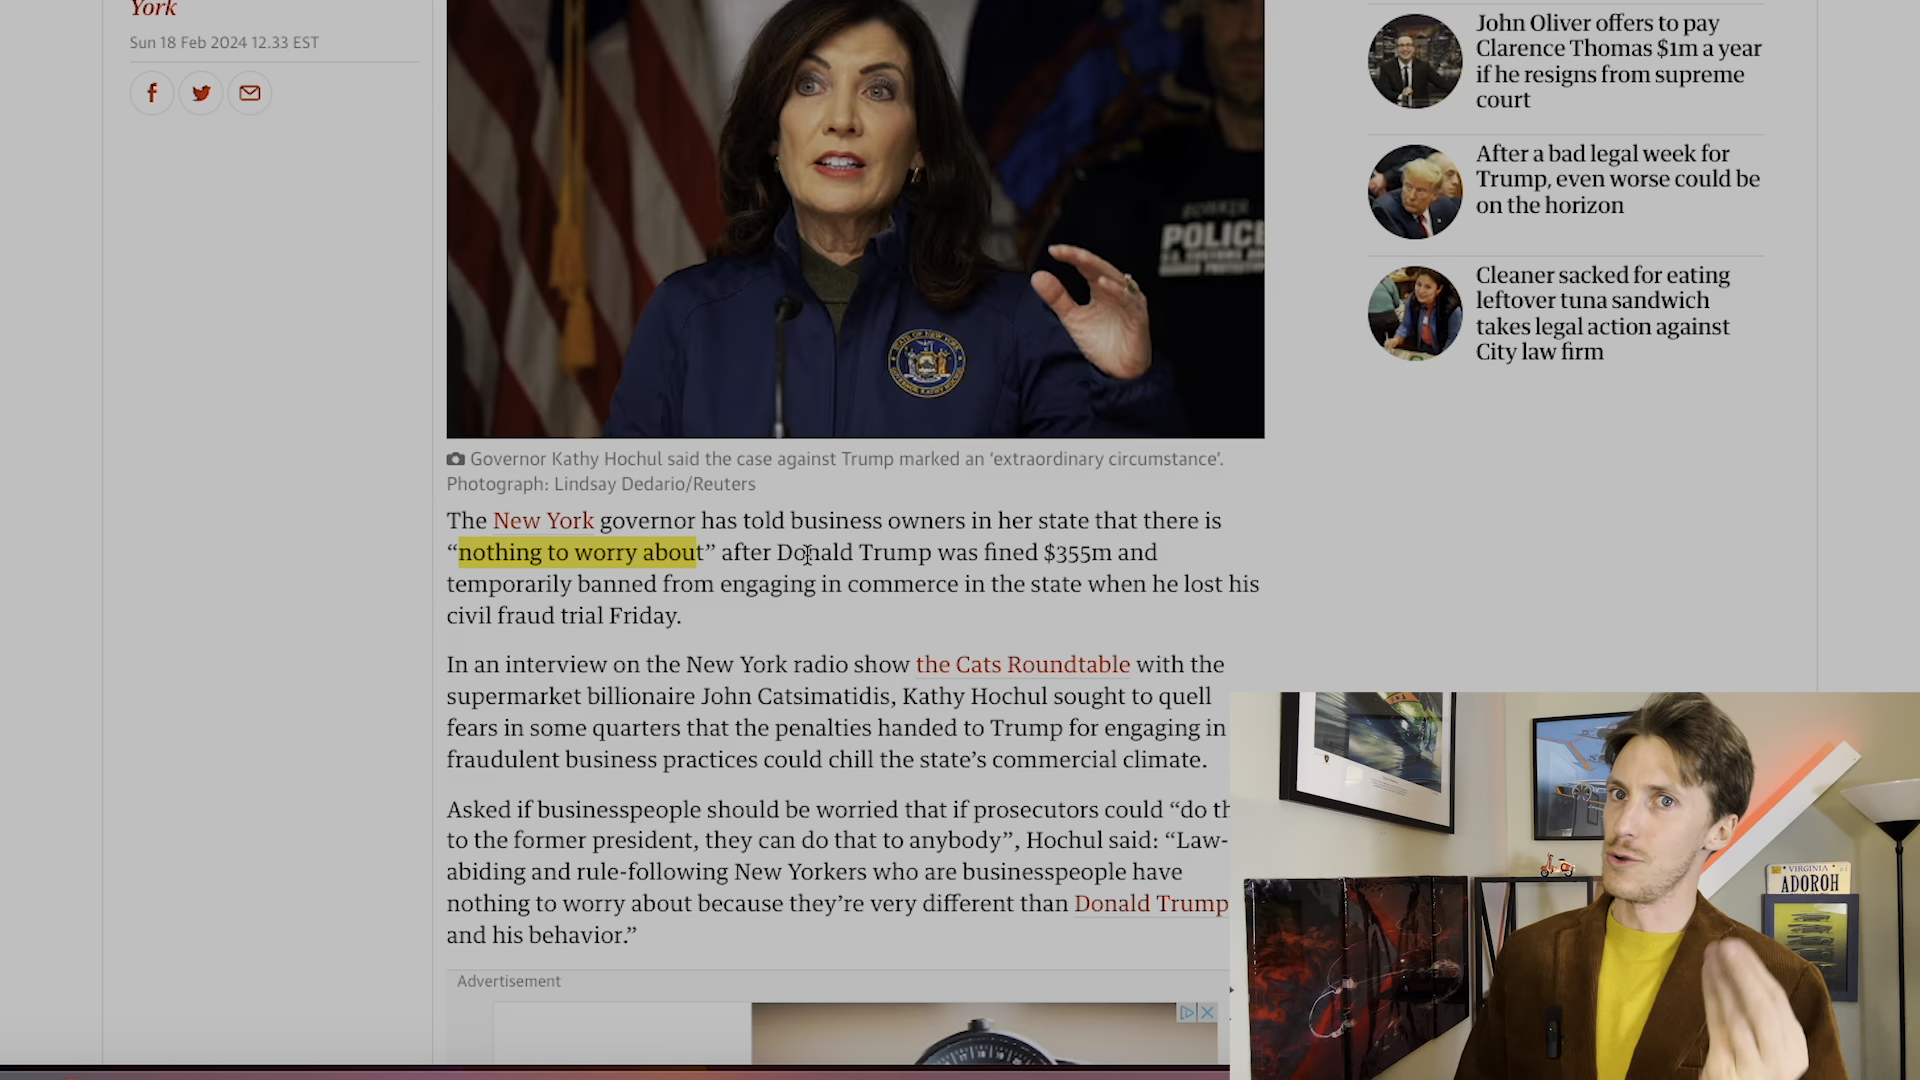 York
Sun 18 Feb 2024 12.33 EST
POLICE
STATE OF NEW YORK
Governor Kathy Hochul said the case against Trump marked an ‘extraordinary circumstance’.
Photograph: Lindsay Dedario/Reuters
The New York governor has told business owners in her state that there is
“nothing to worry about” after Donald Trump was fined $355m and
temporarily banned from engaging in commerce in the state when he lost his
civil fraud trial Friday.
In an interview on the New York radio show the Cats Roundtable with the
supermarket billionaire John Catsimatidis, Kathy Hochul sought to quell
fears in some quarters that the penalties handed to Trump for engaging in
fraudulent business practices could chill the state’s commercial climate.
Asked if businesspeople should be worried that if prosecutors could “do th
to the former president, they can do that to anybody”, Hochul said: “Law-
abiding and rule-following New Yorkers who are businesspeople have
nothing to worry about because they’re very different than Donald Trump
and his behavior.”
Advertisement
John Oliver offers to pay
Clarence Thomas $1m a year
if he resigns from supreme
court
After a bad legal week for
Trump, even worse could be
on the horizon
Cleaner sacked for eating
leftover tuna sandwich
takes legal action against
City law firm
VIRGINIA
ADOROH